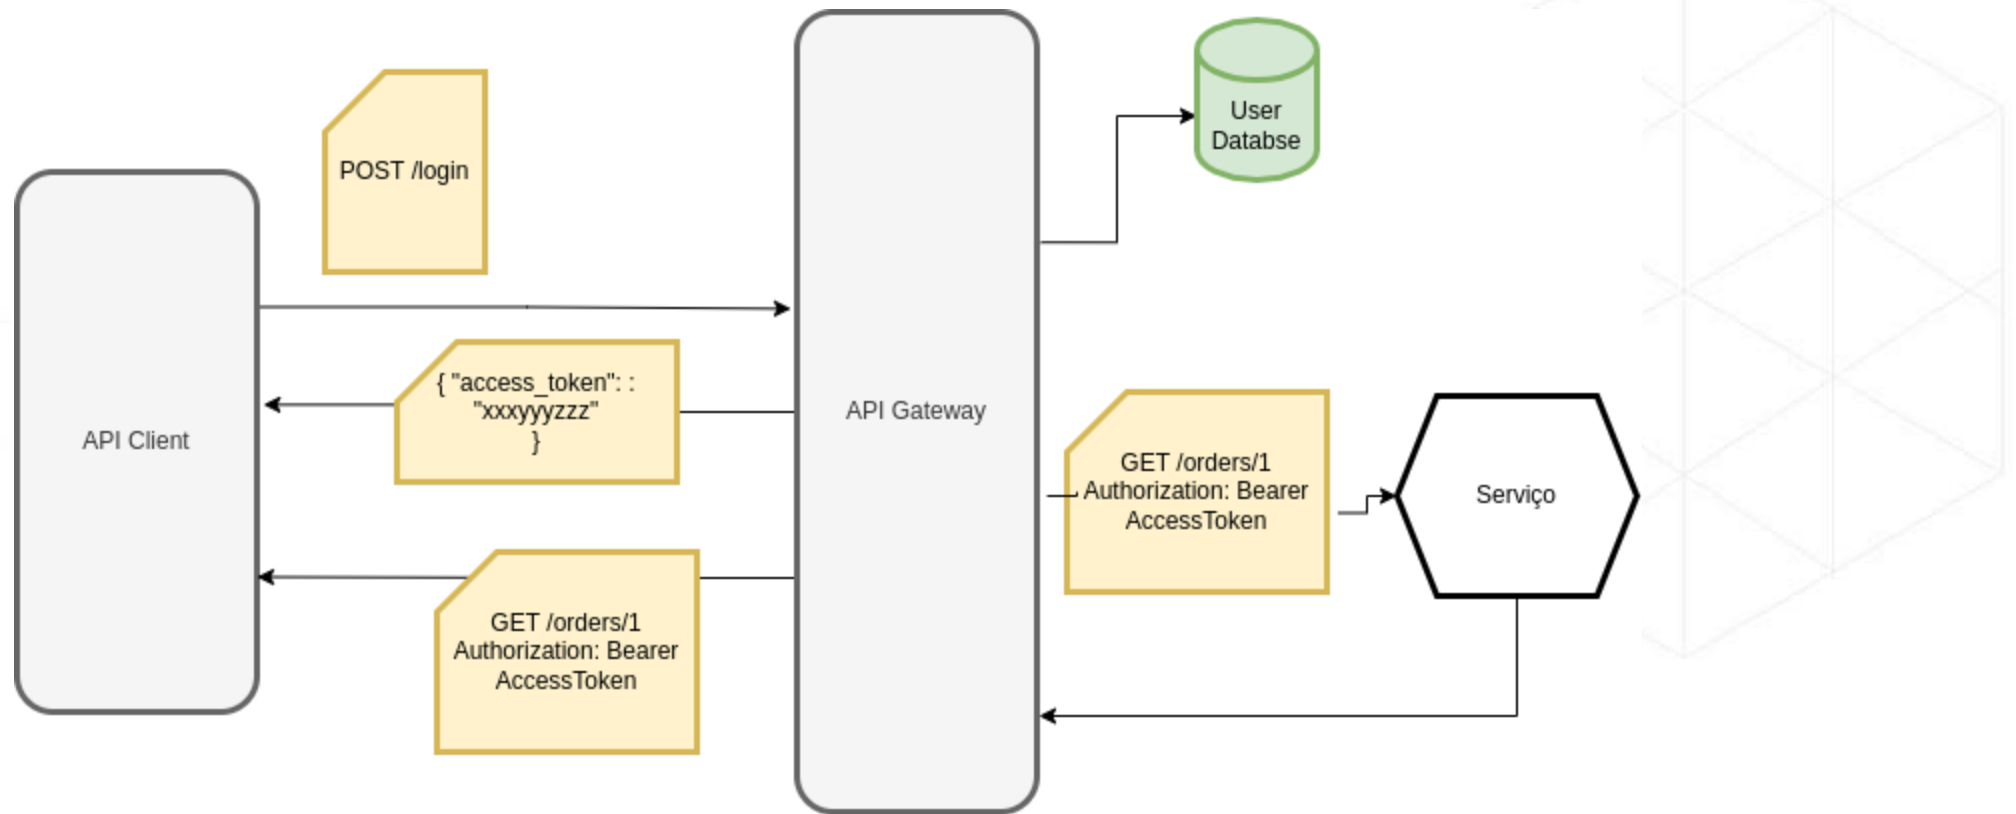 POST /login
User
Databse
{ "access_token": :
"xxxyyyzzz"
}
API Client
API Gateway
GET /orders/1
Authorization: Bearer
AccessToken
Serviço
GET /orders/1
Authorization: Bearer
AccessToken